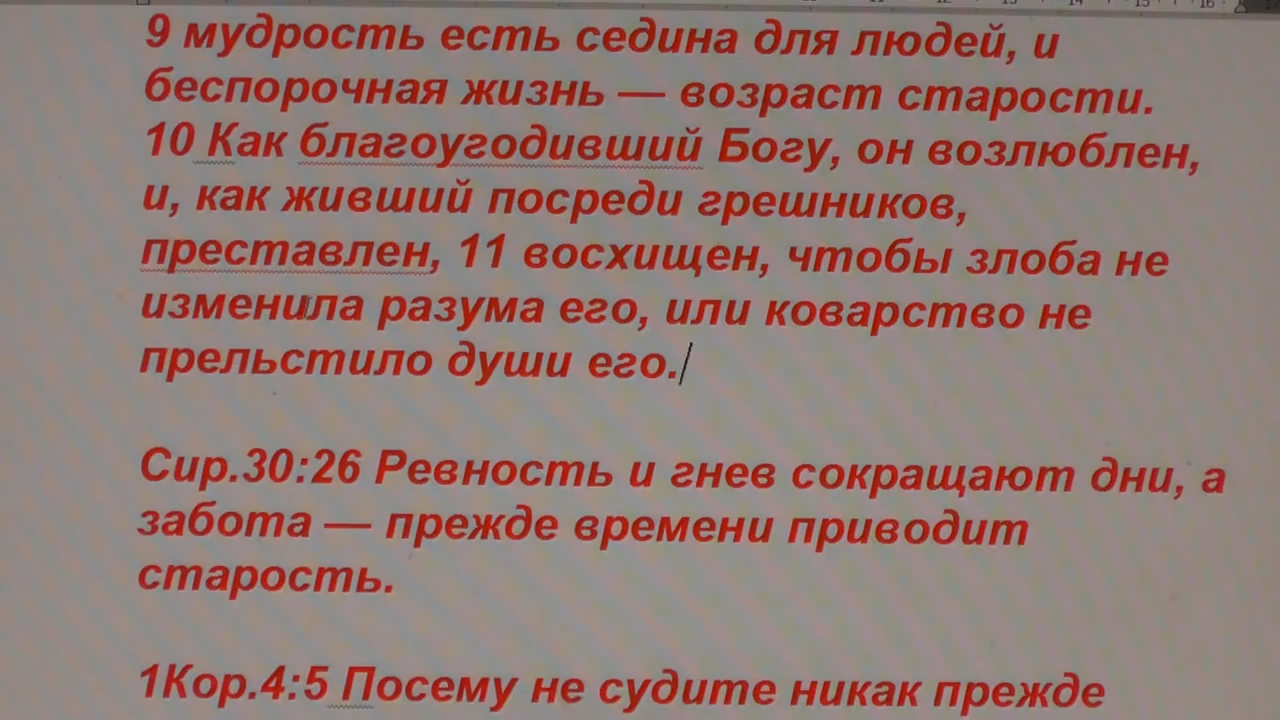 9 мудрость есть седина для людей, и
беспорочная жизнь — возраст старости.
10 Как благоугодивший Богу, он возлюблен,
и, как живший посреди грешников,
преставлен, 11 восхищен, чтобы злоба не
изменила разума его, или коварство не
прельстило души его.
Сир.30:26 Ревность и гнев сокращают дни, а
забота — прежде времени приводит
старость.
1Кор.4:5 Посему не судите никак прежде